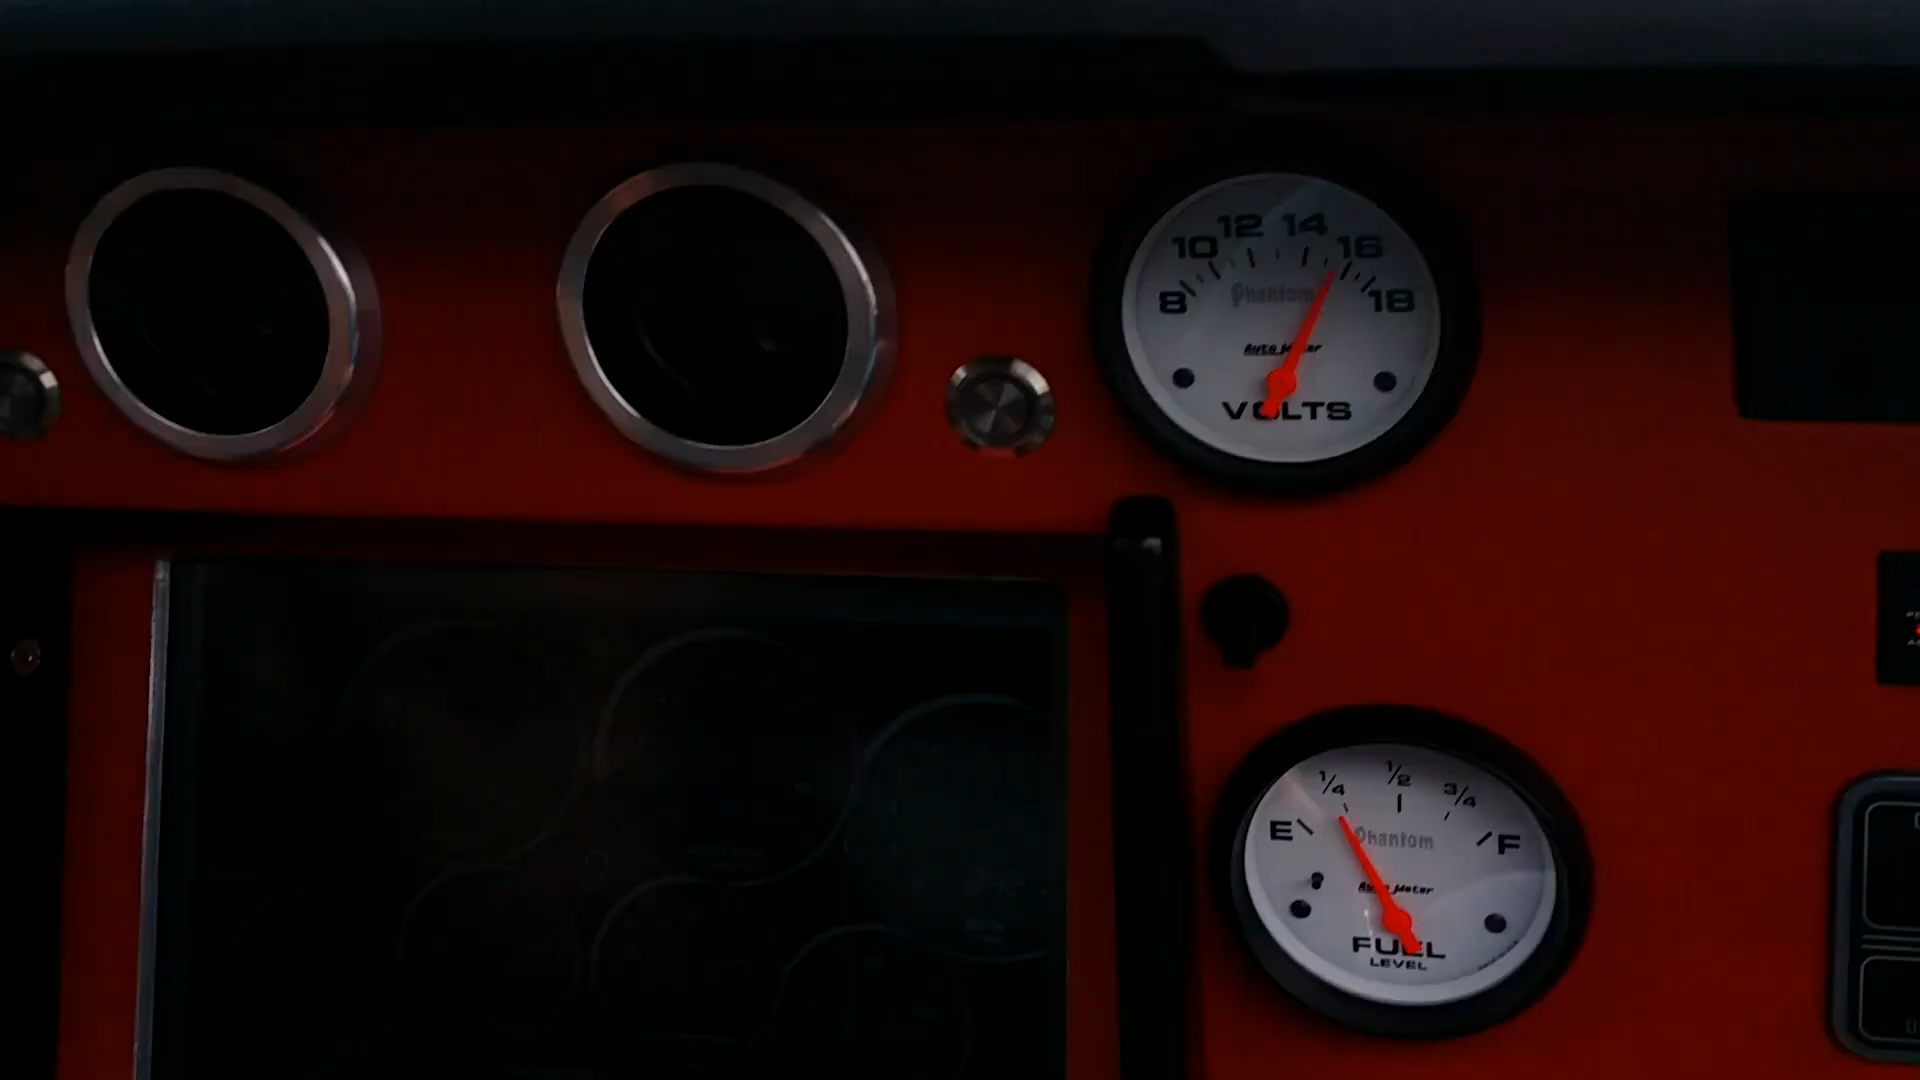 8 10 12 14 16 18
Phantom
Auto Meter
VOLTS
E 1/4 1/2 3/4 F
Phantom
Auto Meter
FUEL
LEVEL